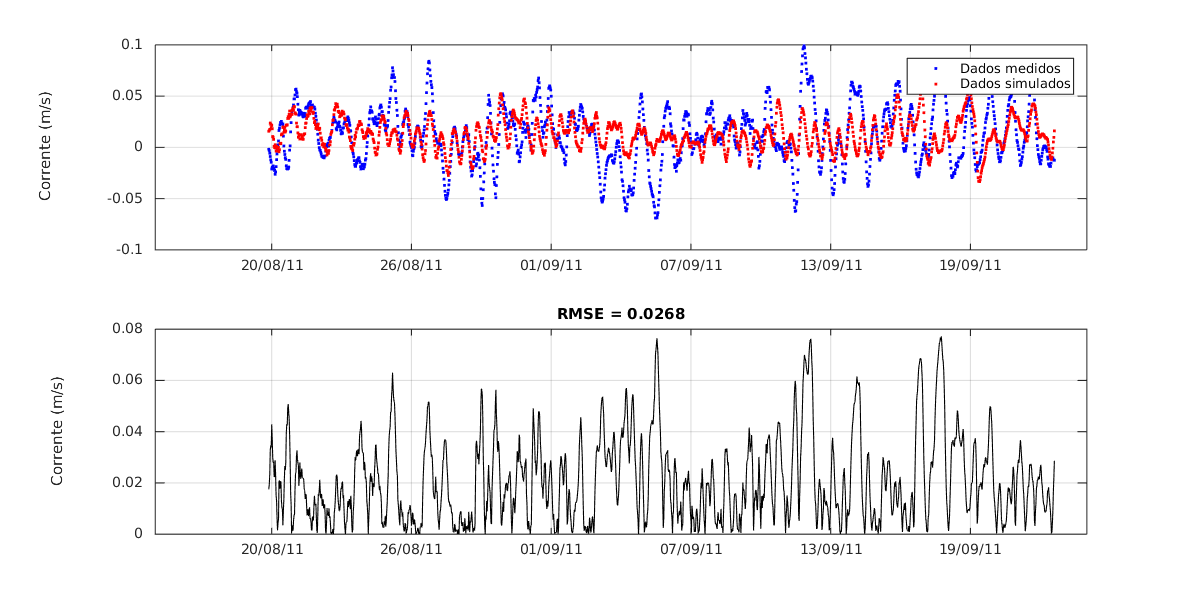 0.1
0.05
0
-0.05
-0.1
Corrente (m/s)
Dados medidos
Dados simulados
20/08/11 26/08/11 01/09/11 07/09/11 13/09/11 19/09/11
RMSE = 0.0268
0.08
0.06
0.04
0.02
0
Corrente (m/s)
20/08/11 26/08/11 01/09/11 07/09/11 13/09/11 19/09/11